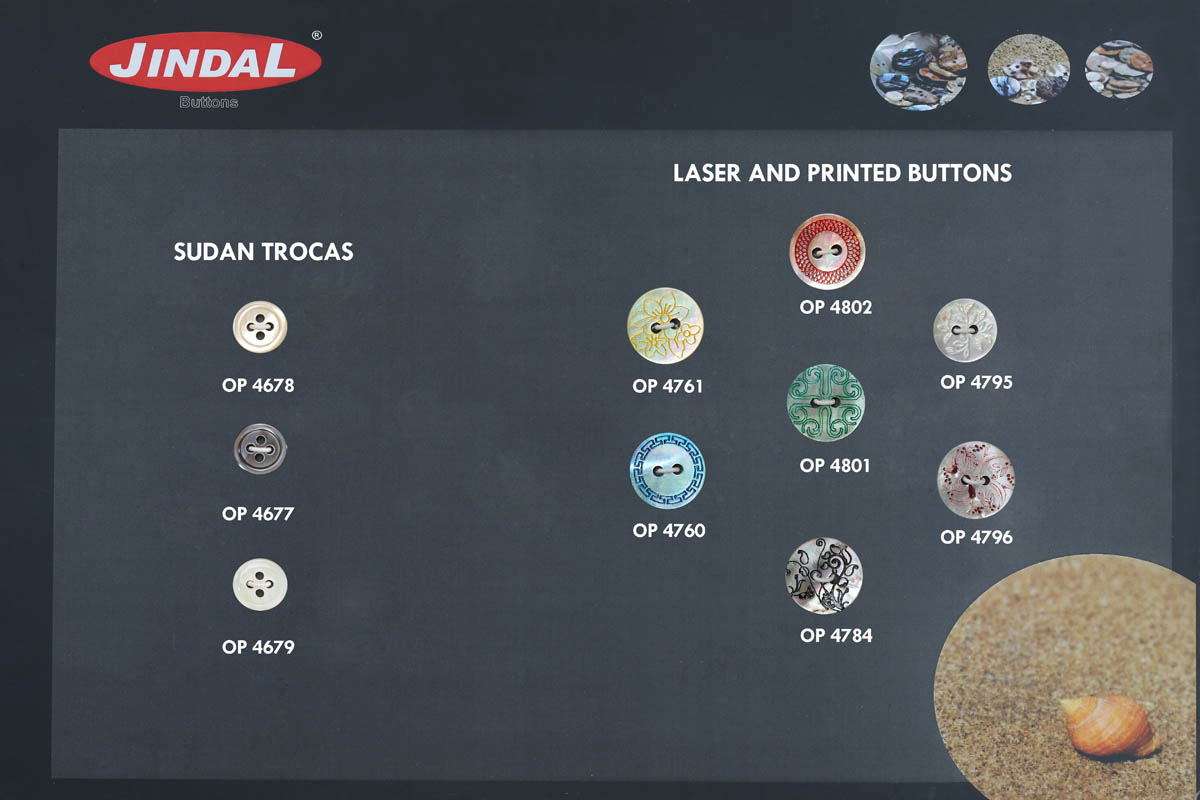 JINDAL ®
Buttons
LASER AND PRINTED BUTTONS
SUDAN TROCAS
OP 4678
OP 4677
OP 4679
OP 4802
OP 4761
OP 4795
OP 4801
OP 4760
OP 4796
OP 4784